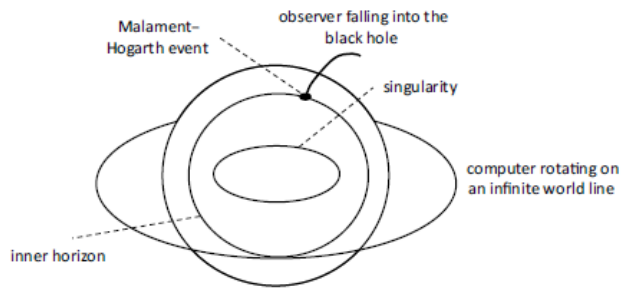 observer falling into the
black hole
Malament–
Hogarth event
singularity
computer rotating on
an infinite world line
inner horizon